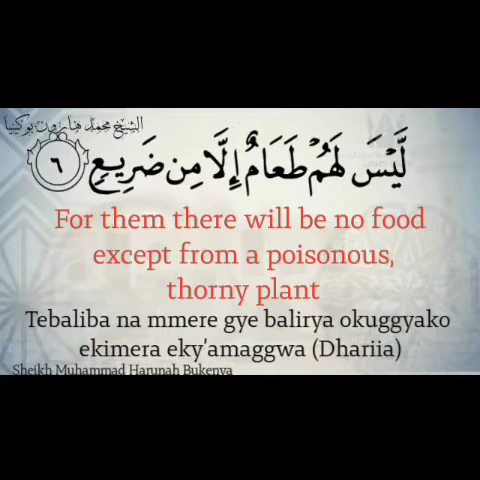 الشيخ محمد هارون بوكينيا
لَّيْسَ لَهُمْ طَعَامٌ إِلَّا مِن ضَرِيعٍ ٦
For them there will be no food
except from a poisonous,
thorny plant
Tebaliba na mmere gye balirya okuggyako
ekimera eky'amaggwa (Dhariia)
Sheikh Muhammad Harunah Bukenya